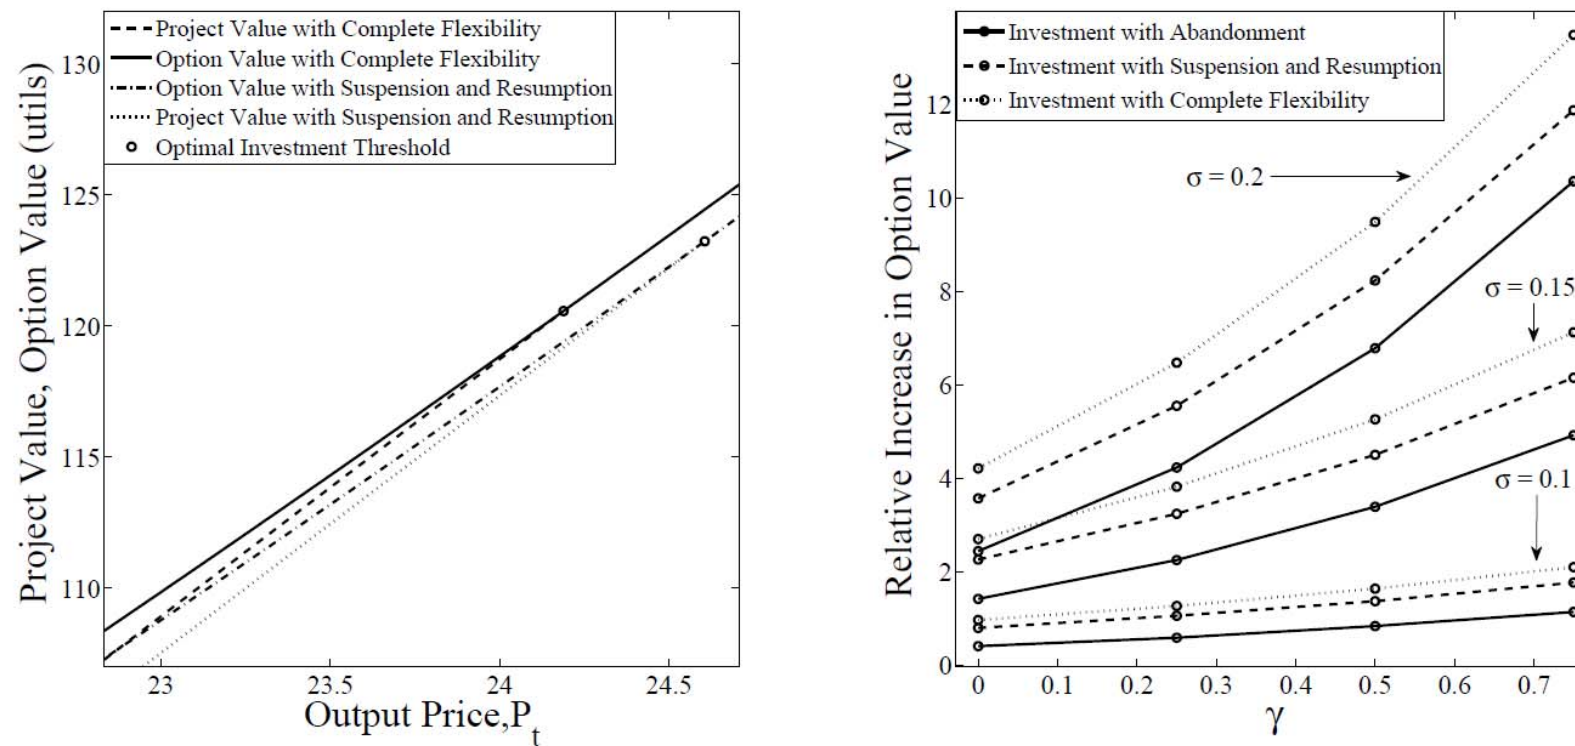 Project Value with Complete Flexibility
Option Value with Complete Flexibility
Option Value with Suspension and Resumption
Project Value with Suspension and Resumption
Optimal Investment Threshold
Project Value, Option Value (utils)
130
125
120
115
110
23
23.5
24
24.5
Output Price,P_t
Investment with Abandonment
Investment with Suspension and Resumption
Investment with Complete Flexibility
Relative Increase in Option Value
12
10
8
6
4
2
0
σ = 0.2
σ = 0.15
σ = 0.1
0
0.1
0.2
0.3
0.4
0.5
0.6
0.7
γ